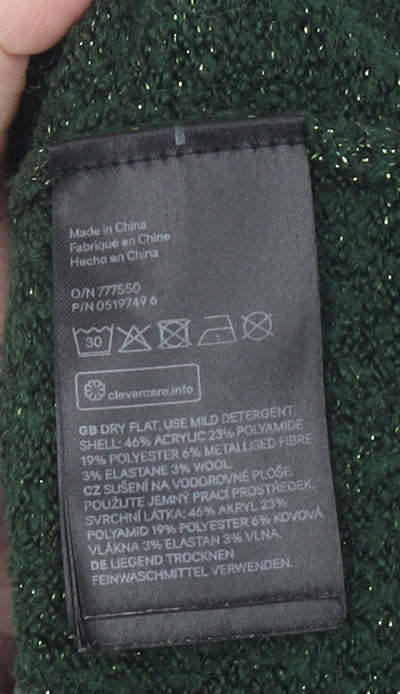 Made in China
Fabriqué en Chine
Hecho en China
O/N 777550
P/N 0519749 6
30
clevercare.info
GB DRY FLAT. USE MILD DETERGENT.
SHELL: 46% ACRYLIC 23% POLYAMIDE
19% POLYESTER 6% METALLISED FIBRE
3% ELASTANE 3% WOOL.
CZ SUŠENÍ NA VODOROVNÉ PLOŠE.
POUŽIJTE JEMNÝ PRACÍ PROSTŘEDEK.
SVRCHNÍ LÁTKA: 46% AKRYL 23%
POLYAMID 19% POLYESTER 6% KOVOVÁ
VLÁKNA 3% ELASTAN 3% VLNA.
DE LIEGEND TROCKNEN
FEINWASCHMITTEL VERWENDEN.